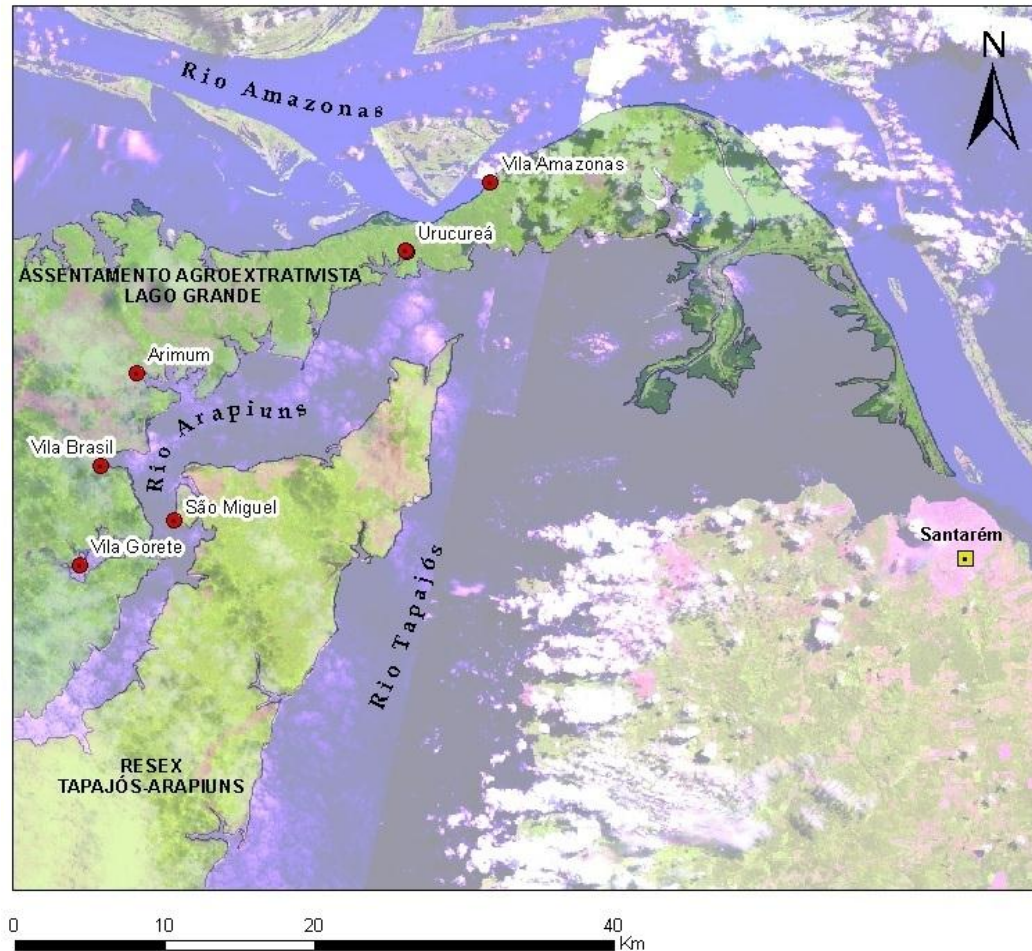 N
Rio Amazonas
Vila Amazonas
Urucureá
ASSENTAMENTO AGROEXTRATIVISTA
LAGO GRANDE
Arimum
Rio Arapiuns
Vila Brasil
São Miguel
Santarém
Vila Gorete
Rio Tapajós
RESEX
TAPAJÓS-ARAPIUNS
0 10 20 40
Km